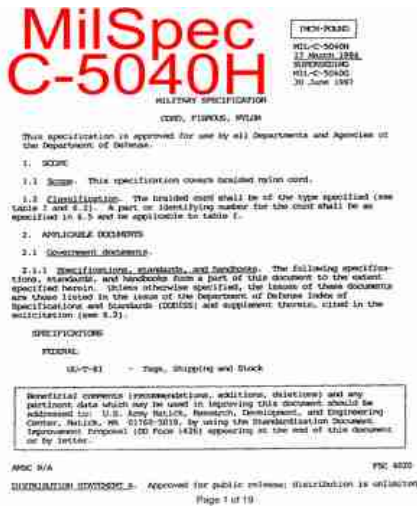 MilSpec
C-5040H
INCH-POUND
MIL-C-5040H
17 March 1994
SUPERSEDING
MIL-C-5040G
30 June 1987
MILITARY SPECIFICATION
CORD, FIBROUS, NYLON
This specification is approved for use by all Departments and Agencies of
the Department of Defense.
1. SCOPE
1.1 Scope. This specification covers braided nylon cord.
1.2 Classification. The braided cord shall be of the type specified (see
table I and 6.2). A part or identifying number for the cord shall be as
specified in 6.5 and be applicable to table I.
2. APPLICABLE DOCUMENTS
2.1 Government documents.
2.1.1 Specifications, standards, and handbooks. The following specifica-
tions, standards, and handbooks form a part of this document to the extent
specified herein. Unless otherwise specified, the issues of these documents
are those listed in the issue of the Department of Defense Index of
Specifications and Standards (DODISS) and supplement thereto, cited in the
solicitation (see 6.2).
SPECIFICATIONS
FEDERAL
UU-T-81 - Tags, Shipping and Stock
Beneficial comments (recommendations, additions, deletions) and any
pertinent data which may be used in improving this document should be
addressed to: U.S. Army Natick, Research, Development, and Engineering
Center, Natick, MA 01760-5019, by using the Standardization Document
Improvement Proposal (DD Form 1426) appearing at the end of this document
or by letter.
AMSC N/A FSC 4020
DISTRIBUTION STATEMENT A. Approved for public release; distribution is unlimited
Page 1 of 19